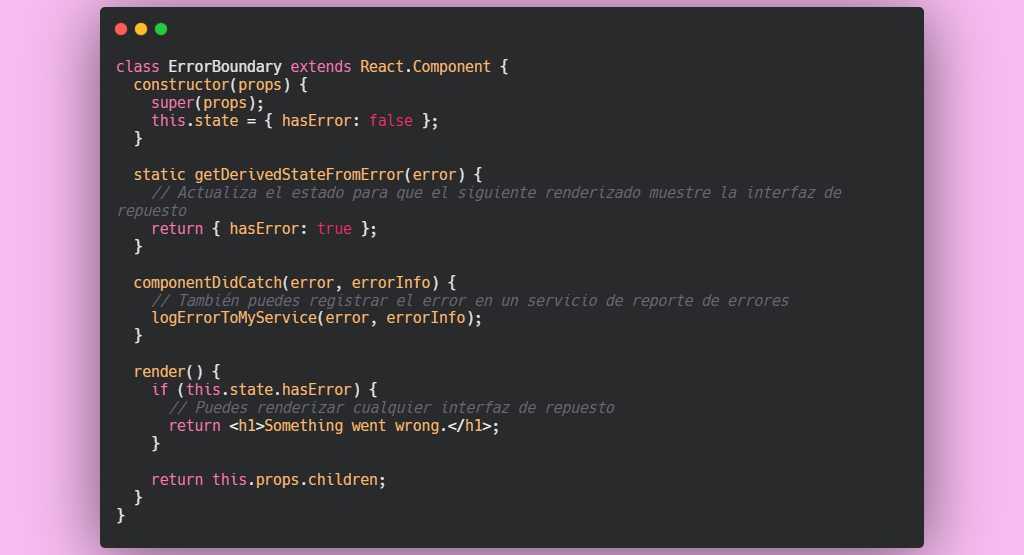 class ErrorBoundary extends React.Component {
  constructor(props) {
    super(props);
    this.state = { hasError: false };
  }

  static getDerivedStateFromError(error) {
    // Actualiza el estado para que el siguiente renderizado muestre la interfaz de
repuesto
    return { hasError: true };
  }

  componentDidCatch(error, errorInfo) {
    // También puedes registrar el error en un servicio de reporte de errores
    logErrorToMyService(error, errorInfo);
  }

  render() {
    if (this.state.hasError) {
      // Puedes renderizar cualquier interfaz de repuesto
      return <h1>Something went wrong.</h1>;
    }

    return this.props.children;
  }
}